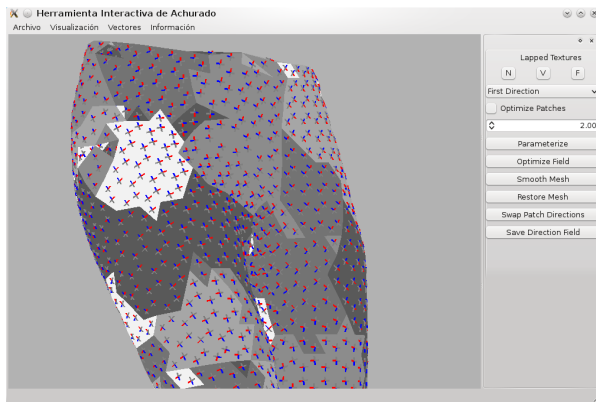 Herramienta Interactiva de Achurado
Archivo Visualización Vectores Información
Lapped Textures
N V F
First Direction
Optimize Patches
2.00
Parameterize
Optimize Field
Smooth Mesh
Restore Mesh
Swap Patch Directions
Save Direction Field